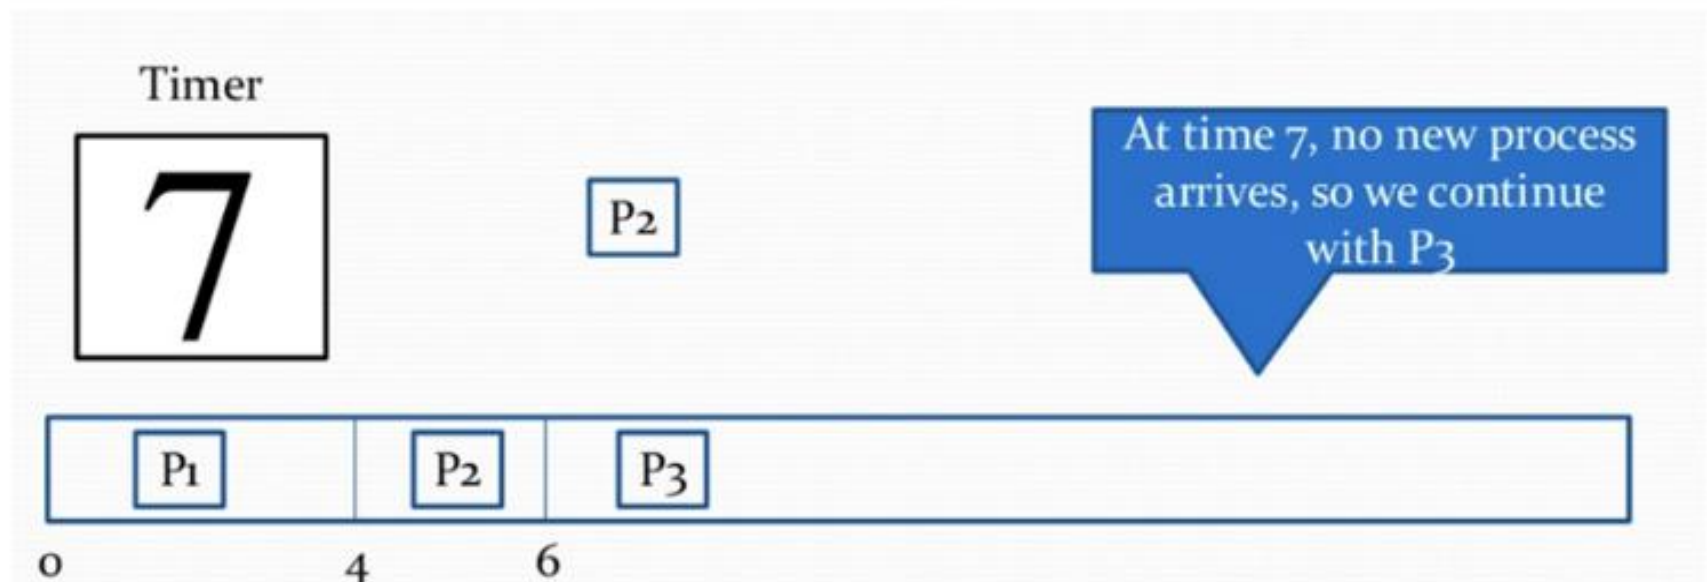 Timer
7
P2
At time 7, no new process
arrives, so we continue
with P3
P1 P2 P3
0 4 6